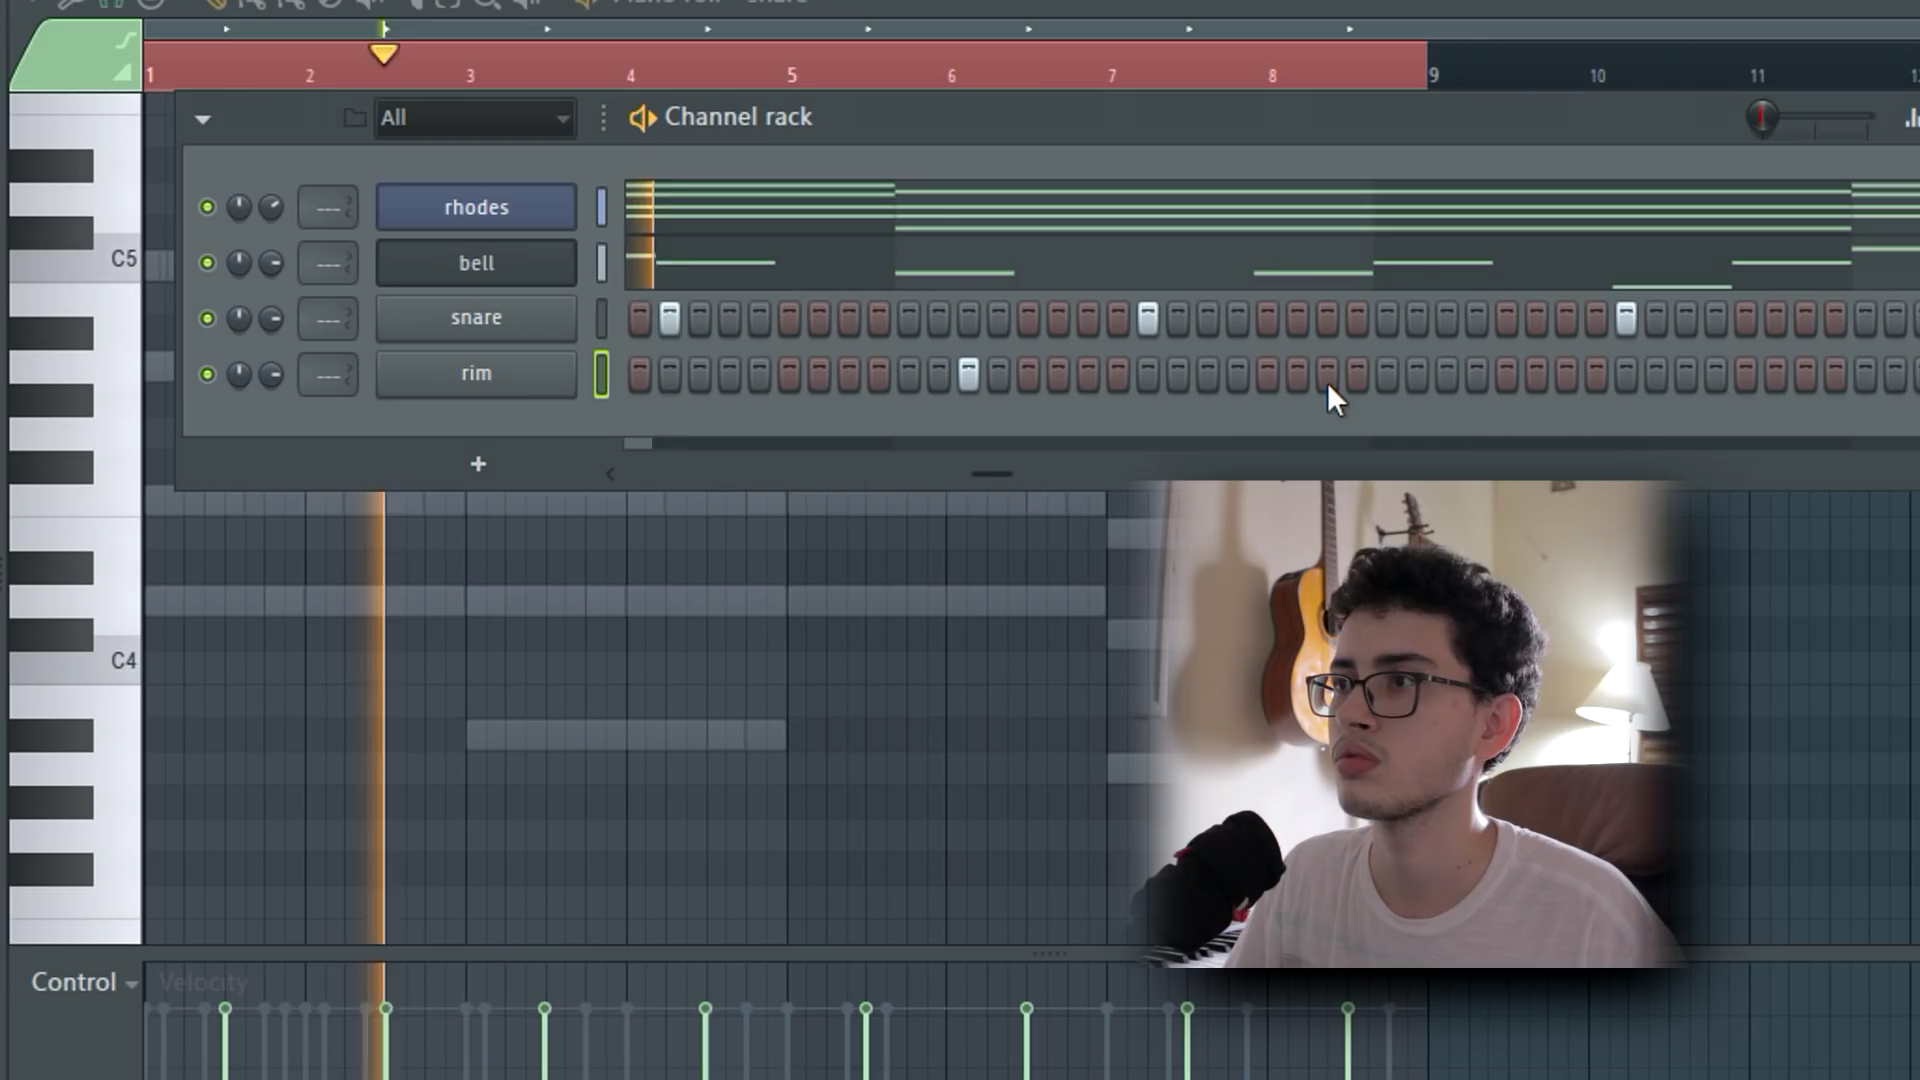 1 2 3 4 5 6 7 8 9 10 11
All
Channel rack
rhodes
bell
C5
snare
rim
C4
Control
Velocity